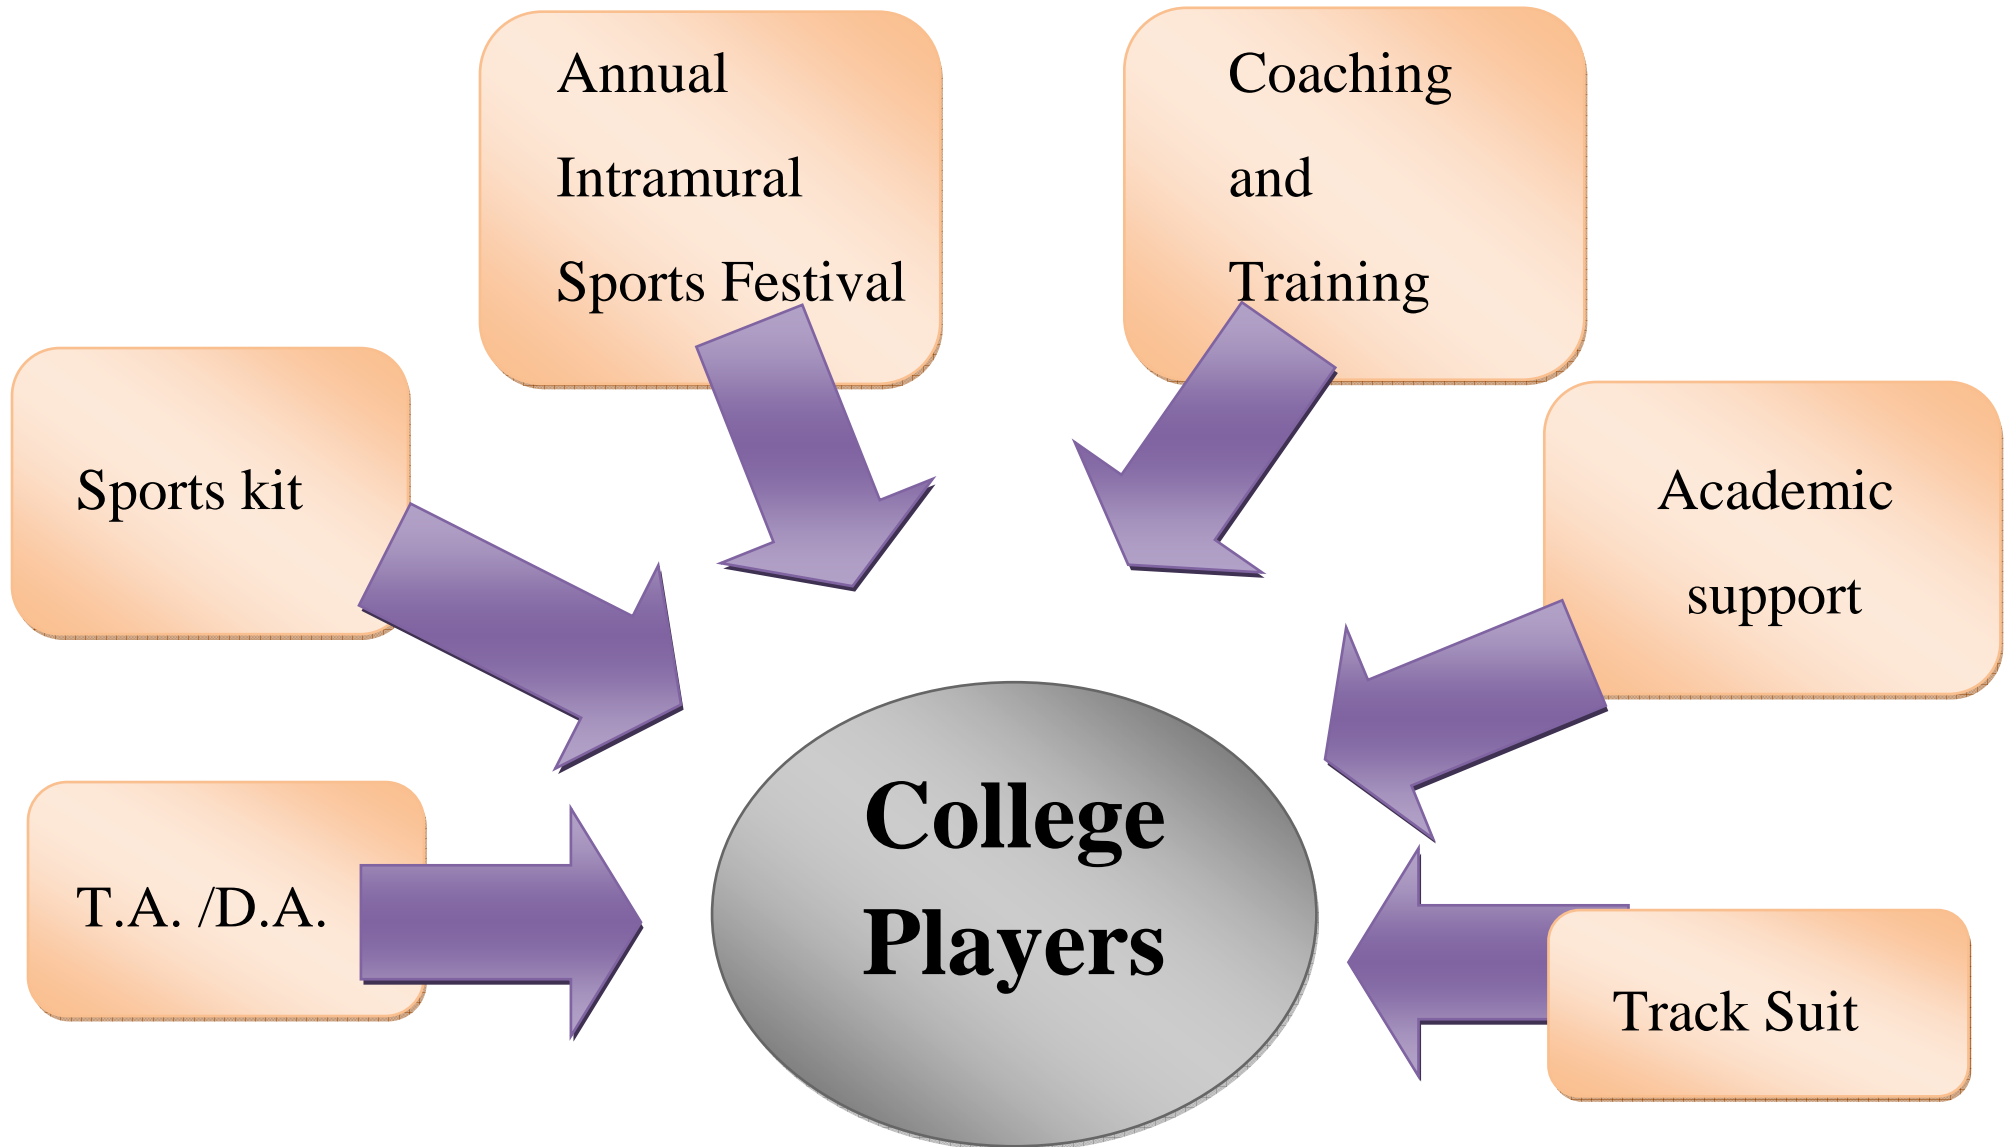 Annual
Intramural
Sports Festival
Coaching
and
Training
Sports kit
Academic
support
T.A. /D.A.
College
Players
Track Suit